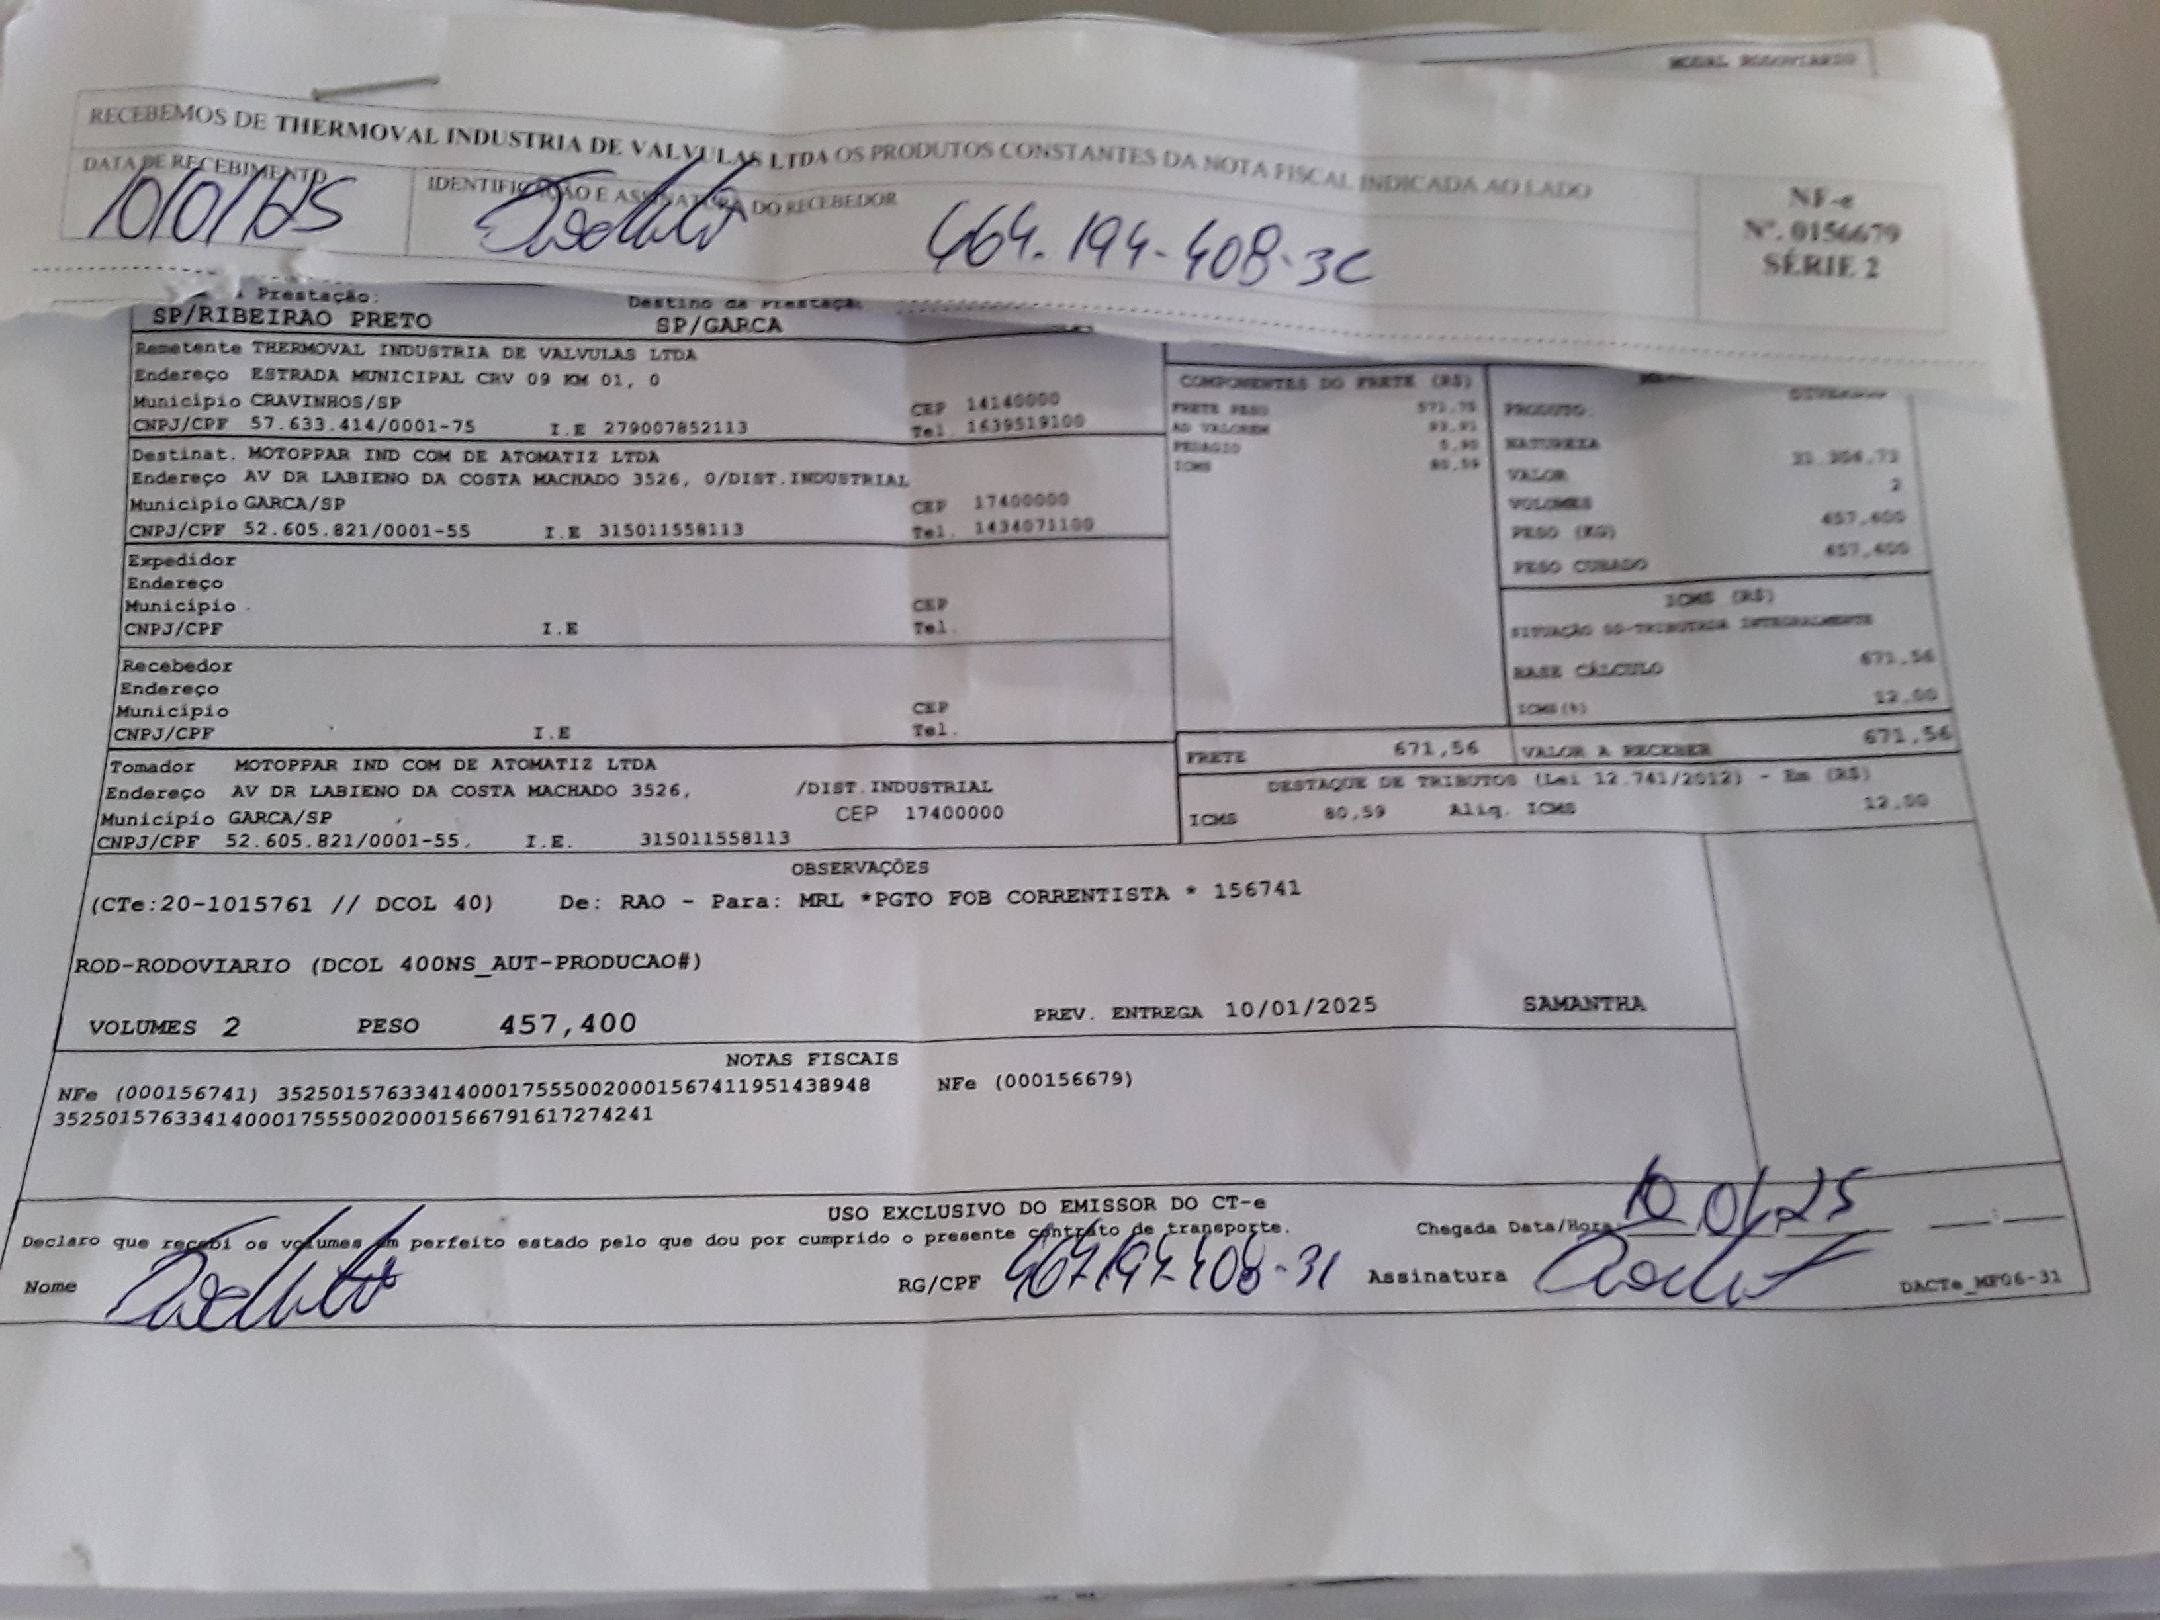 MODAL RODOVIARIO
RECEBEMOS DE THERMOVAL INDUSTRIA DE VALVULAS LTDA OS PRODUTOS CONSTANTES DA NOTA FISCAL INDICADA AO LADO
DATA DE RECEBIMENTO
10/01/25
IDENTIFICAÇÃO E ASSINATURA DO RECEBEDOR
NF-e
Nº. 0156679
SÉRIE 2
Prestação:
Destino da Prestaçã
SP/RIBEIRAO PRETO
SP/GARCA
Remetente THERMOVAL INDUSTRIA DE VALVULAS LTDA
Endereço ESTRADA MUNICIPAL CRV 09 KM 01, 0
Município CRAVINHOS/SP CEP 14140000
CNPJ/CPF 57.633.414/0001-75 I.E 279007852113 Tel. 1639519100
Destinat. MOTOPPAR IND COM DE ATOMATIZ LTDA
Endereço AV DR LABIENO DA COSTA MACHADO 3526, 0/DIST.INDUSTRIAL
Município GARCA/SP CEP 17400000
CNPJ/CPF 52.605.821/0001-55 I.E 315011558113 Tel. 1434071100
Expedidor
Endereço
Município CEP
CNPJ/CPF I.E Tel.
Recebedor
Endereço
Município CEP
CNPJ/CPF I.E Tel.
Tomador MOTOPPAR IND COM DE ATOMATIZ LTDA
Endereço AV DR LABIENO DA COSTA MACHADO 3526, /DIST.INDUSTRIAL
Município GARCA/SP CEP 17400000
CNPJ/CPF 52.605.821/0001-55, I.E. 315011558113
COMPONENTES DO FRETE (R$)
FRETE PESO
AD VALOREM
PEDAGIO
ICMS 80,59
PRODUTO
NATUREZA
VALOR
VOLUMES 2
PESO (KG) 457,400
PESO CUBADO 457,400
ICMS (R$)
SITUAÇÃO 00-TRIBUTADA INTEGRALMENTE
BASE CÁLCULO 671,56
ICMS(%) 12,00
FRETE 671,56 VALOR A RECEBER 671,56
DESTAQUE DE TRIBUTOS (Lei 12.741/2012) - Em (R$)
ICMS 80,59 Aliq. ICMS 12,00
OBSERVAÇÕES
(CTe:20-1015761 // DCOL 40) De: RAO - Para: MRL *PGTO FOB CORRENTISTA * 156741
ROD-RODOVIARIO (DCOL 400NS_AUT-PRODUCAO#)
VOLUMES 2 PESO 457,400 PREV. ENTREGA 10/01/2025 SAMANTHA
NOTAS FISCAIS
NFe (000156741) 35250157633414000175550020001567411951438948 NFe (000156679)
35250157633414000175550020001566791617274241
USO EXCLUSIVO DO EMISSOR DO CT-e
Declaro que recebi os volumes em perfeito estado pelo que dou por cumprido o presente contrato de transporte. Chegada Data/Hora 10 01 25
Nome RG/CPF Assinatura DACTe_MF06-31